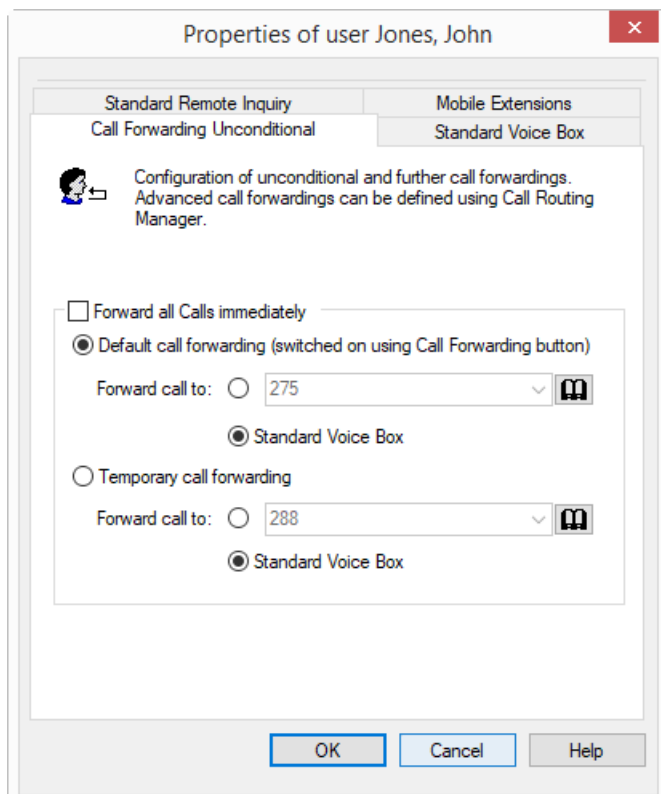 Properties of user Jones, John
Standard Remote Inquiry
Mobile Extensions
Call Forwarding Unconditional
Standard Voice Box
Configuration of unconditional and further call forwardings.
Advanced call forwardings can be defined using Call Routing
Manager.
Forward all Calls immediately
Default call forwarding (switched on using Call Forwarding button)
Forward call to:
275
Standard Voice Box
Temporary call forwarding
Forward call to:
288
Standard Voice Box
OK
Cancel
Help